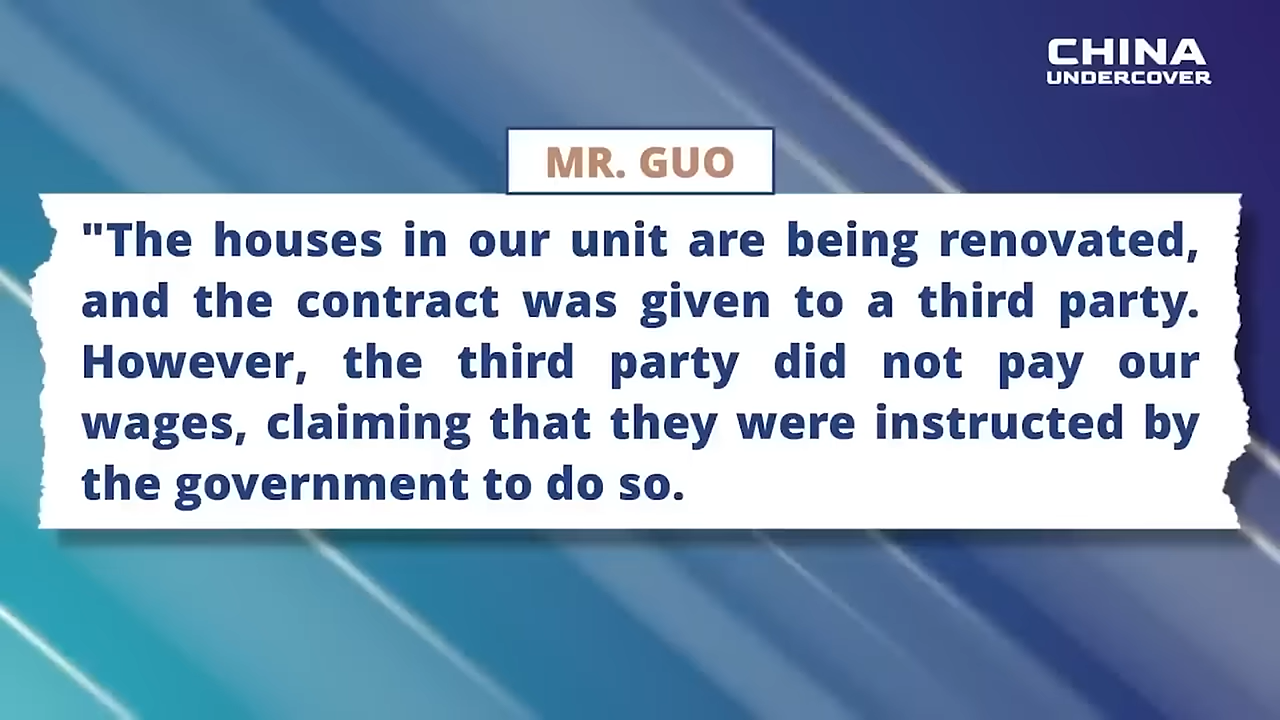 CHINA
UNDERCOVER
MR. GUO
"The houses in our unit are being renovated,
and the contract was given to a third party.
However, the third party did not pay our
wages, claiming that they were instructed by
the government to do so.